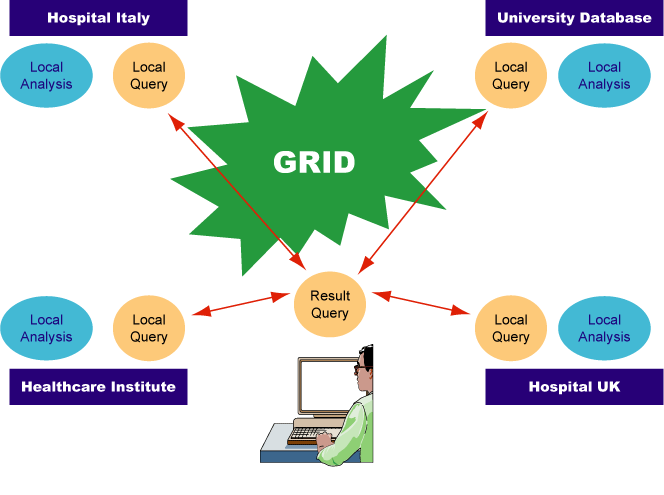 Hospital Italy
University Database
Local
Analysis
Local
Query
Local
Query
Local
Analysis
GRID
Result
Query
Local
Analysis
Local
Query
Local
Query
Local
Analysis
Healthcare Institute
Hospital UK